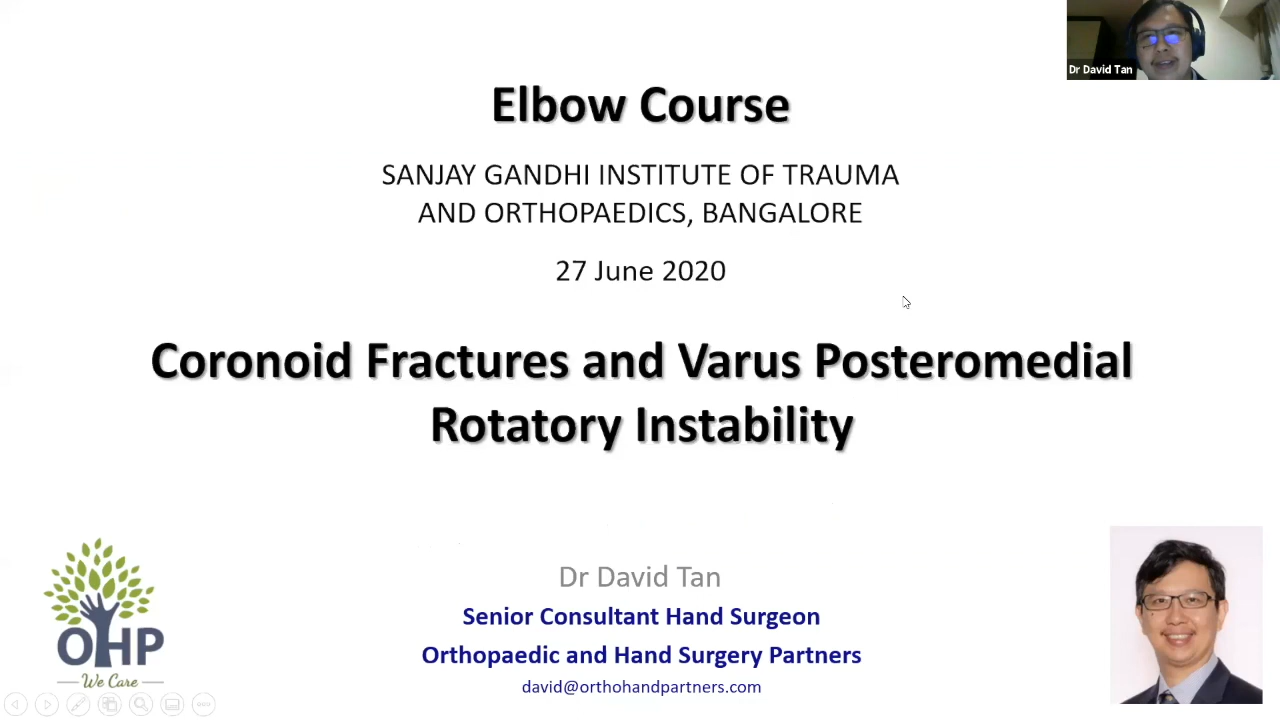 Dr David Tan
Elbow Course
SANJAY GANDHI INSTITUTE OF TRAUMA
AND ORTHOPAEDICS, BANGALORE
27 June 2020
Coronoid Fractures and Varus Posteromedial
Rotatory Instability
Dr David Tan
Senior Consultant Hand Surgeon
Orthopaedic and Hand Surgery Partners
david@orthohandpartners.com
OHP
We Care